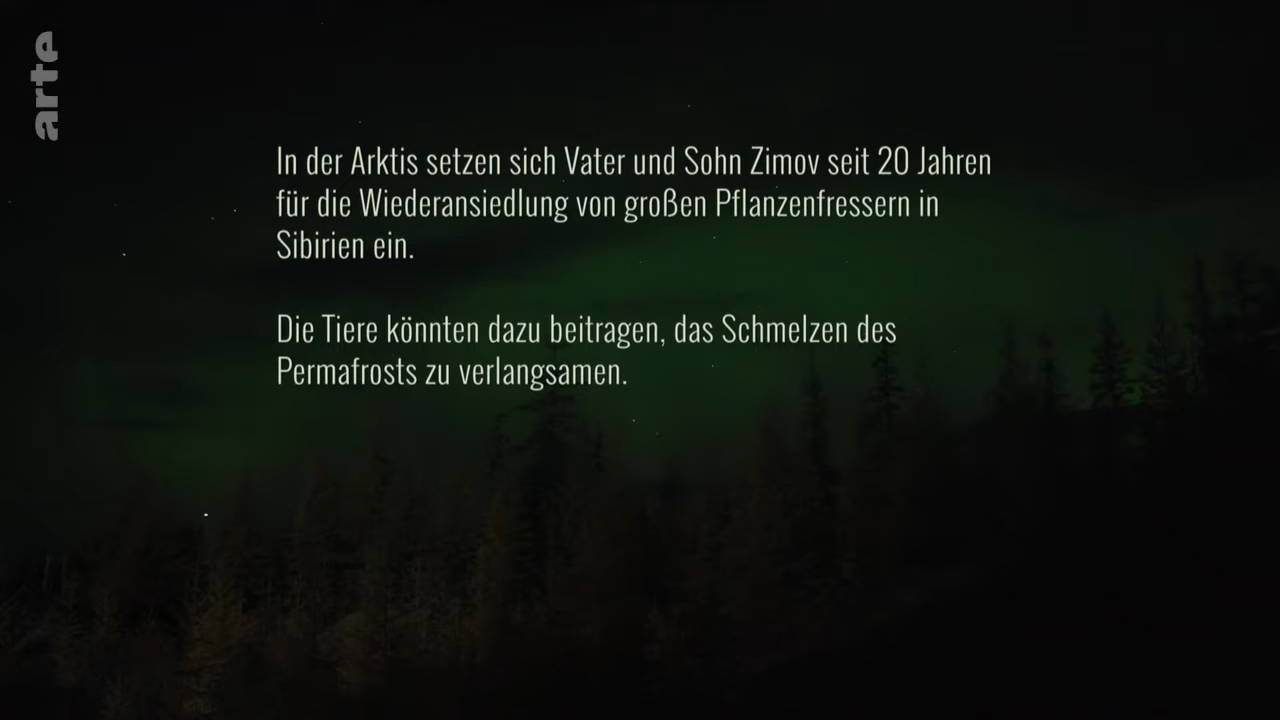 arte
In der Arktis setzen sich Vater und Sohn Zimov seit 20 Jahren
für die Wiederansiedlung von großen Pflanzenfressern in
Sibirien ein.
Die Tiere könnten dazu beitragen, das Schmelzen des
Permafrosts zu verlangsamen.